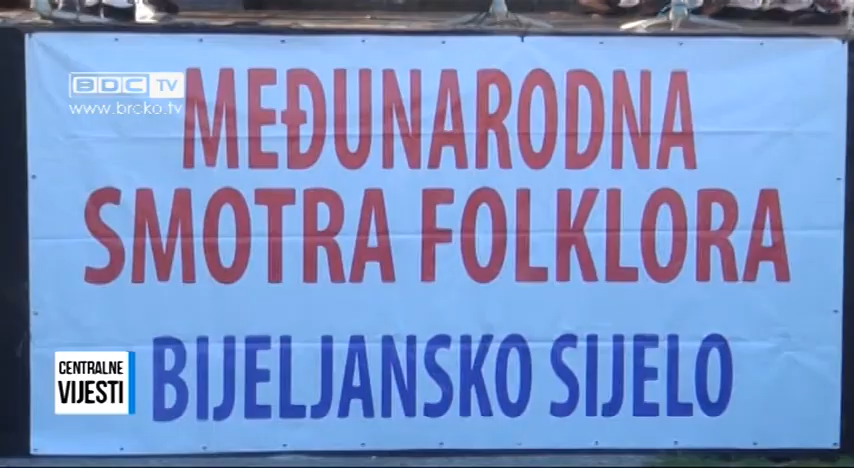 BDC TV
www.brcko.tv
MEĐUNARODNA
SMOTRA FOLKLORA
CENTRALNE
VIJESTI
BIJELJANSKO SIJELO